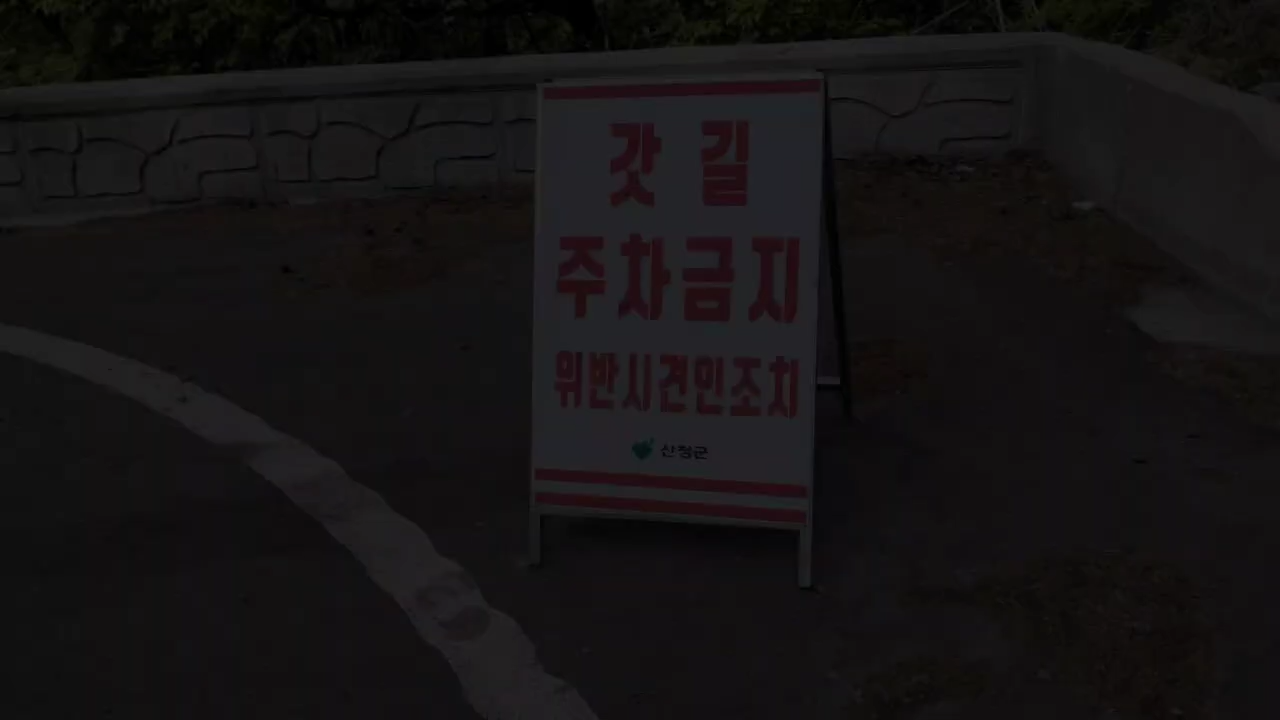 갓 길
주차금지
위반시견인조치
산청군